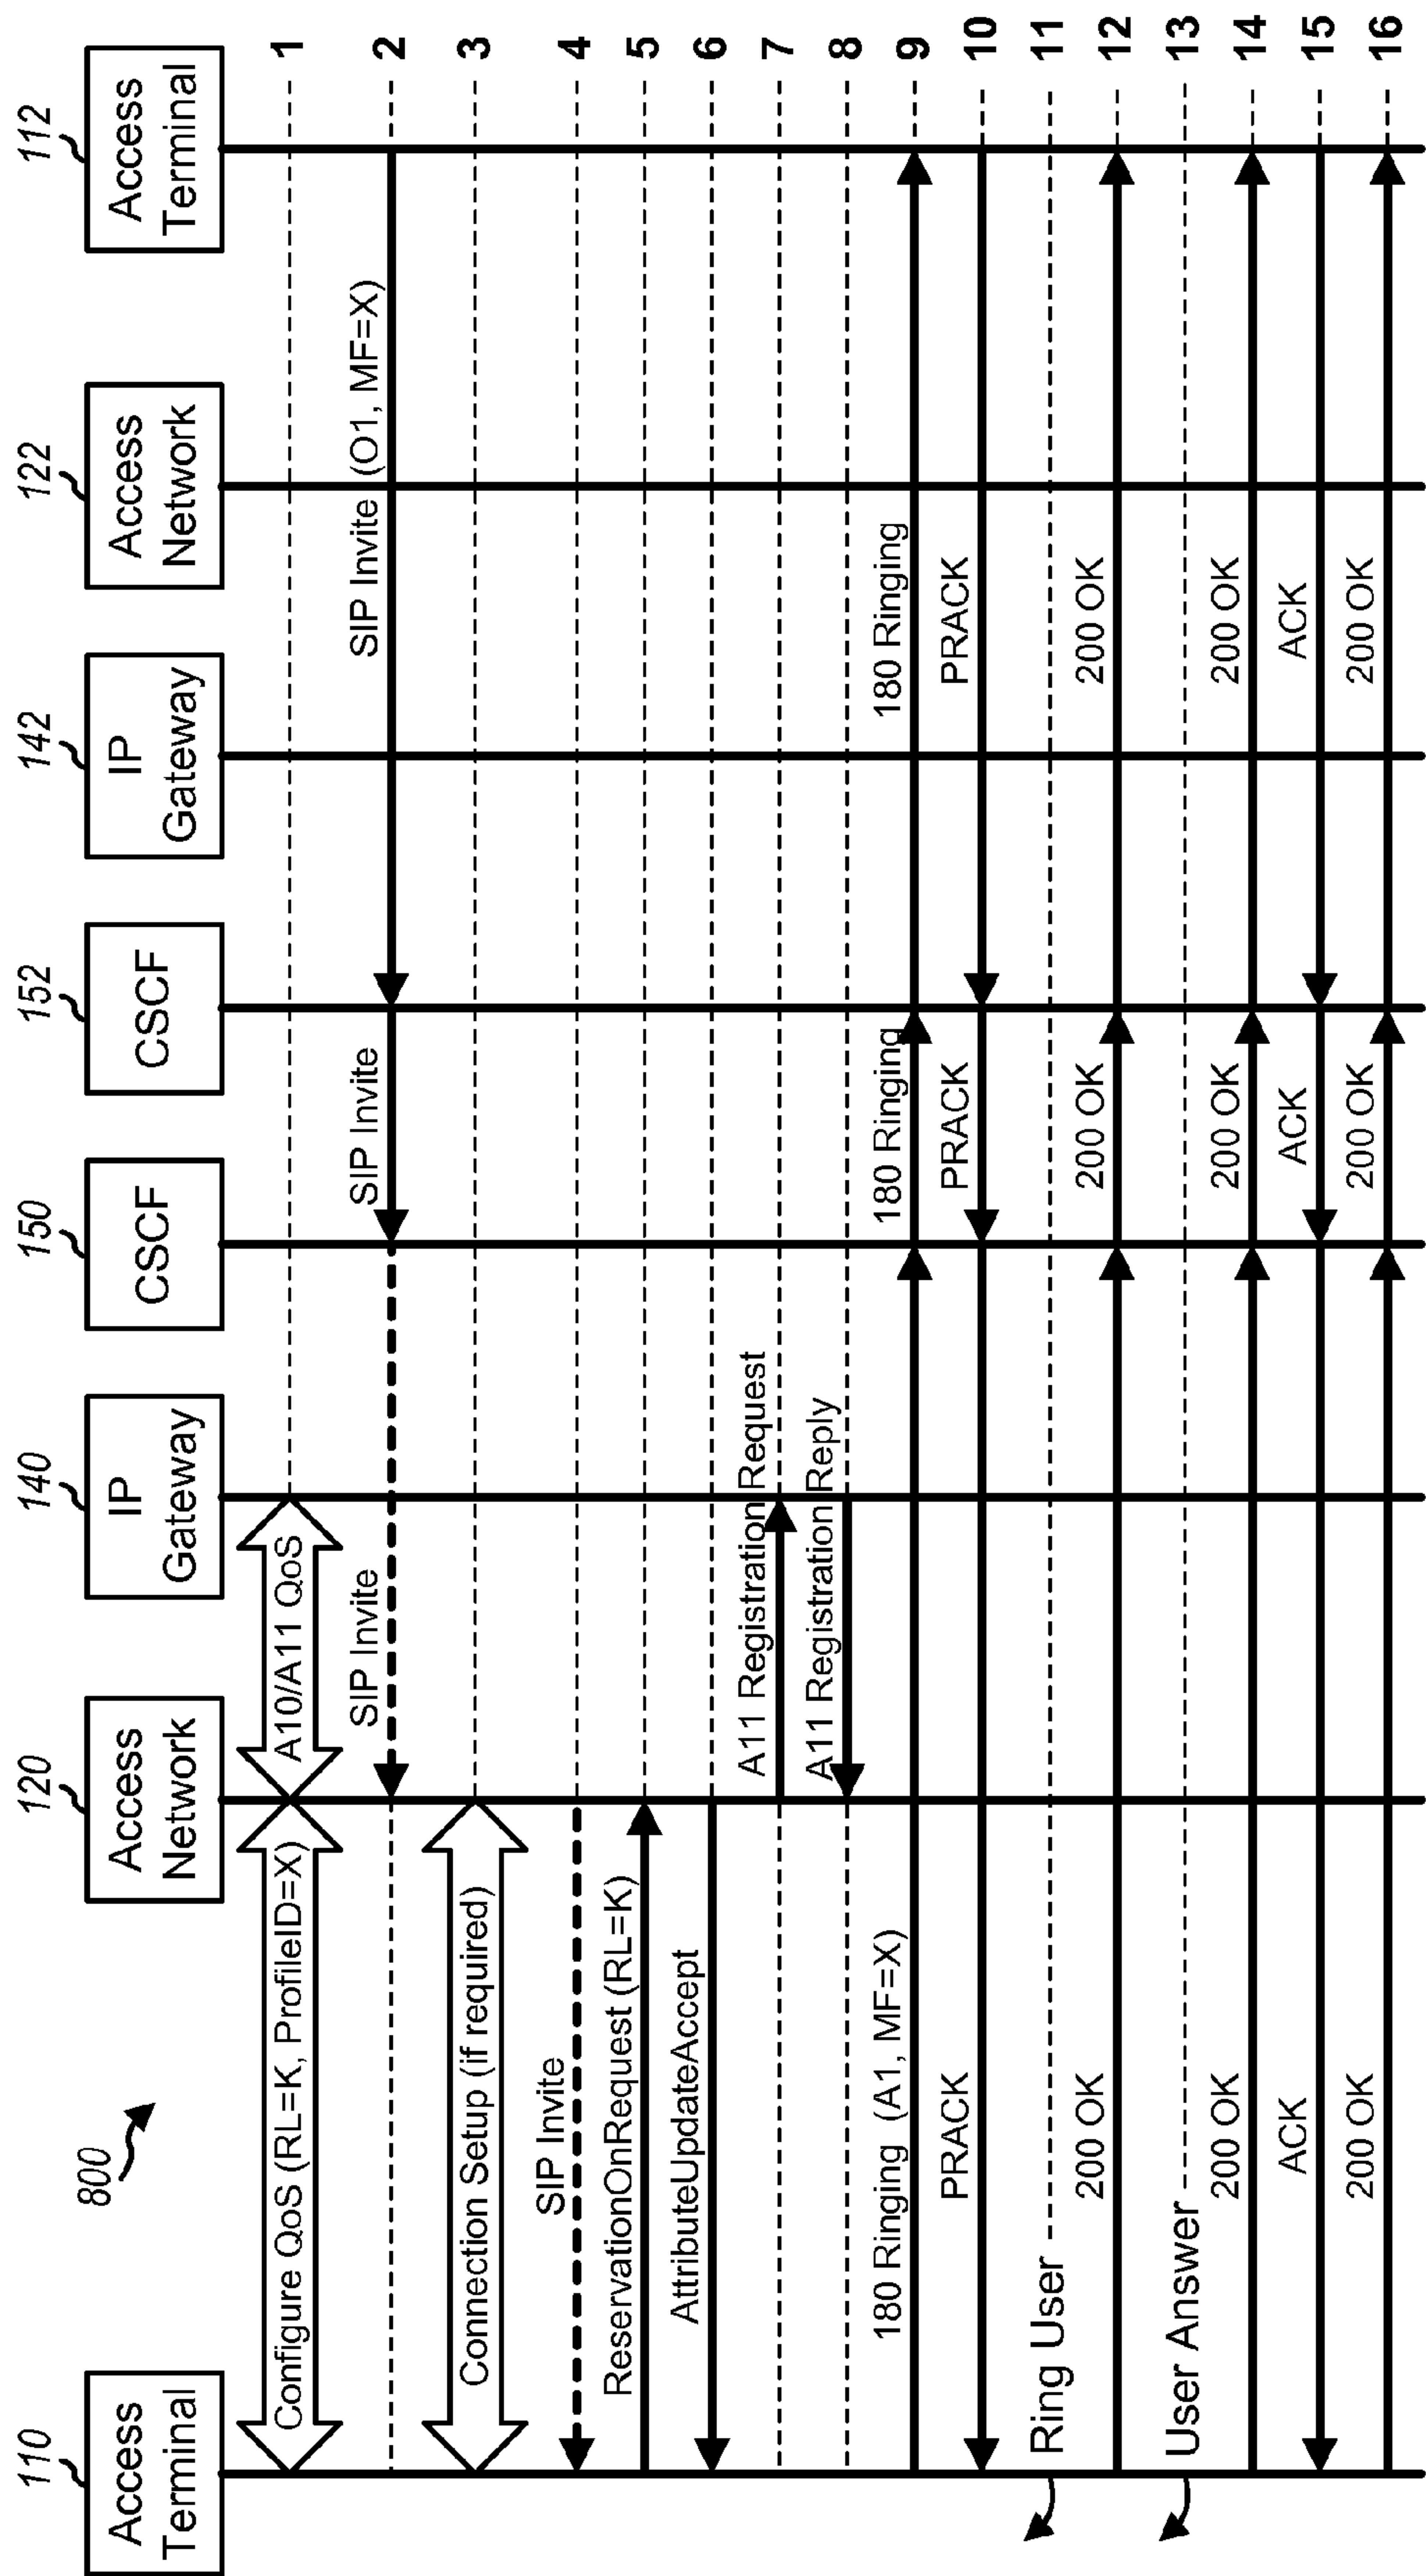 800
110
Access
Terminal
120
Access
Network
140
IP
Gateway
150
CSCF
152
CSCF
142
IP
Gateway
122
Access
Network
112
Access
Terminal
Configure QoS (RL=K, ProfileID=X)
A10/A11 QoS
1
SIP Invite
SIP Invite
SIP Invite (O1, MF=X)
2
Connection Setup (if required)
3
SIP Invite
4
ReservationOnRequest (RL=K)
5
AttributeUpdateAccept
6
A11 Registration Request
7
A11 Registration Reply
8
180 Ringing (A1, MF=X)
180 Ringing
180 Ringing
9
PRACK
PRACK
PRACK
10
Ring User
11
200 OK
200 OK
200 OK
12
User Answer
13
200 OK
200 OK
200 OK
14
ACK
ACK
ACK
15
200 OK
200 OK
200 OK
16